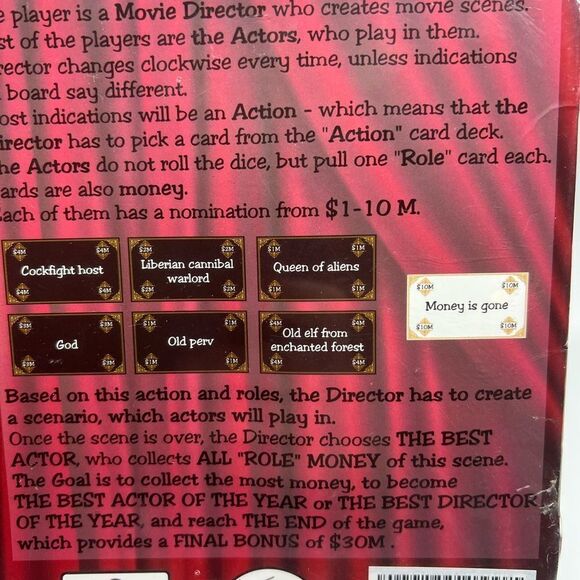 e player is a Movie Director who creates movie scenes.
st of the players are the Actors, who play in them.
rector changes clockwise every time, unless indications
board say different.
ost indications will be an Action - which means that the
irector has to pick a card from the "Action" card deck.
he Actors do not roll the dice, but pull one "Role" card each.
ards are also money.
Each of them has a nomination from $1-10 M.
$4M $4M
Cockfight host
$4M $4M
$2M $2M
Liberian cannibal
warlord
$2M $2M
$1M $1M
Queen of aliens
$1M $1M
$10M $10M
Money is gone
$10M $10M
$3M $3M
God
$3M $3M
$1M $1M
Old perv
$1M $1M
$4M $4M
Old elf from
enchanted forest
$4M $4M
Based on this action and roles, the Director has to create
a scenario, which actors will play in.
Once the scene is over, the Director chooses THE BEST
ACTOR, who collects ALL "ROLE" MONEY of this scene.
The Goal is to collect the most money, to become
THE BEST ACTOR OF THE YEAR or THE BEST DIRECTOR
OF THE YEAR, and reach THE END of the game,
which provides a FINAL BONUS of $30M .